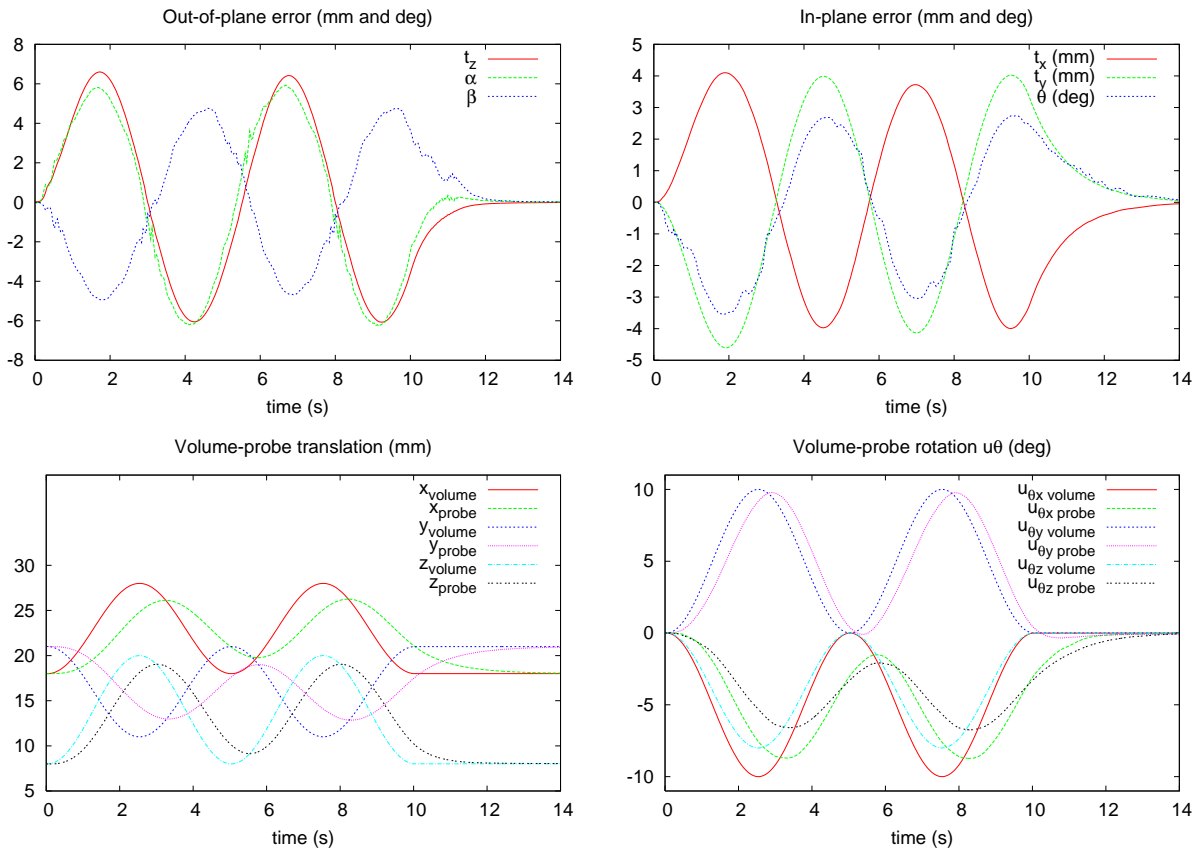 Out-of-plane error (mm and deg)
t_z
α
β
8
6
4
2
0
-2
-4
-6
-8
0 2 4 6 8 10 12 14
time (s)
In-plane error (mm and deg)
t_x (mm)
t_y (mm)
θ (deg)
5
4
3
2
1
0
-1
-2
-3
-4
-5
0 2 4 6 8 10 12 14
time (s)
Volume-probe translation (mm)
x_volume
x_probe
y_volume
y_probe
z_volume
z_probe
30
25
20
15
10
5
0 2 4 6 8 10 12 14
time (s)
Volume-probe rotation uθ (deg)
u_θx volume
u_θx probe
u_θy volume
u_θy probe
u_θz volume
u_θz probe
10
5
0
-5
-10
0 2 4 6 8 10 12 14
time (s)